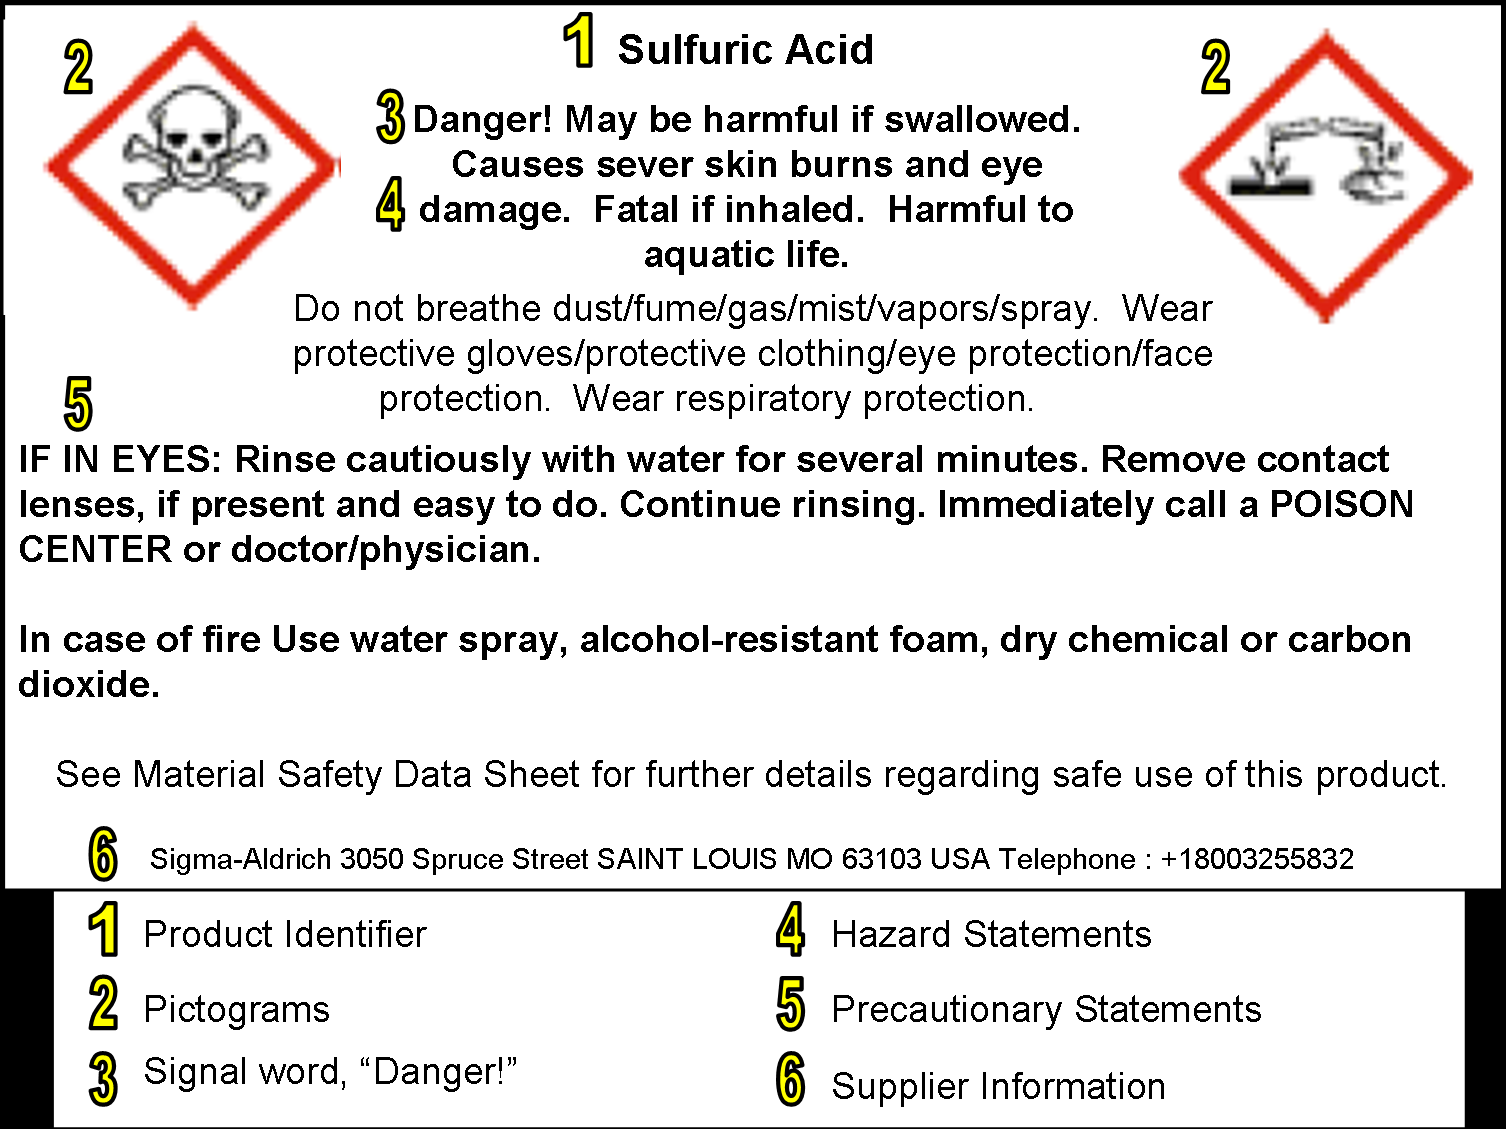 2
1 Sulfuric Acid
2
3 Danger! May be harmful if swallowed.
Causes sever skin burns and eye
4 damage.  Fatal if inhaled.  Harmful to
aquatic life.
Do not breathe dust/fume/gas/mist/vapors/spray.  Wear
protective gloves/protective clothing/eye protection/face
5 protection.  Wear respiratory protection.
IF IN EYES: Rinse cautiously with water for several minutes. Remove contact
lenses, if present and easy to do. Continue rinsing. Immediately call a POISON
CENTER or doctor/physician.
In case of fire Use water spray, alcohol-resistant foam, dry chemical or carbon
dioxide.
See Material Safety Data Sheet for further details regarding safe use of this product.
6 Sigma-Aldrich 3050 Spruce Street SAINT LOUIS MO 63103 USA Telephone : +18003255832
1 Product Identifier
2 Pictograms
3 Signal word, “Danger!”
4 Hazard Statements
5 Precautionary Statements
6 Supplier Information